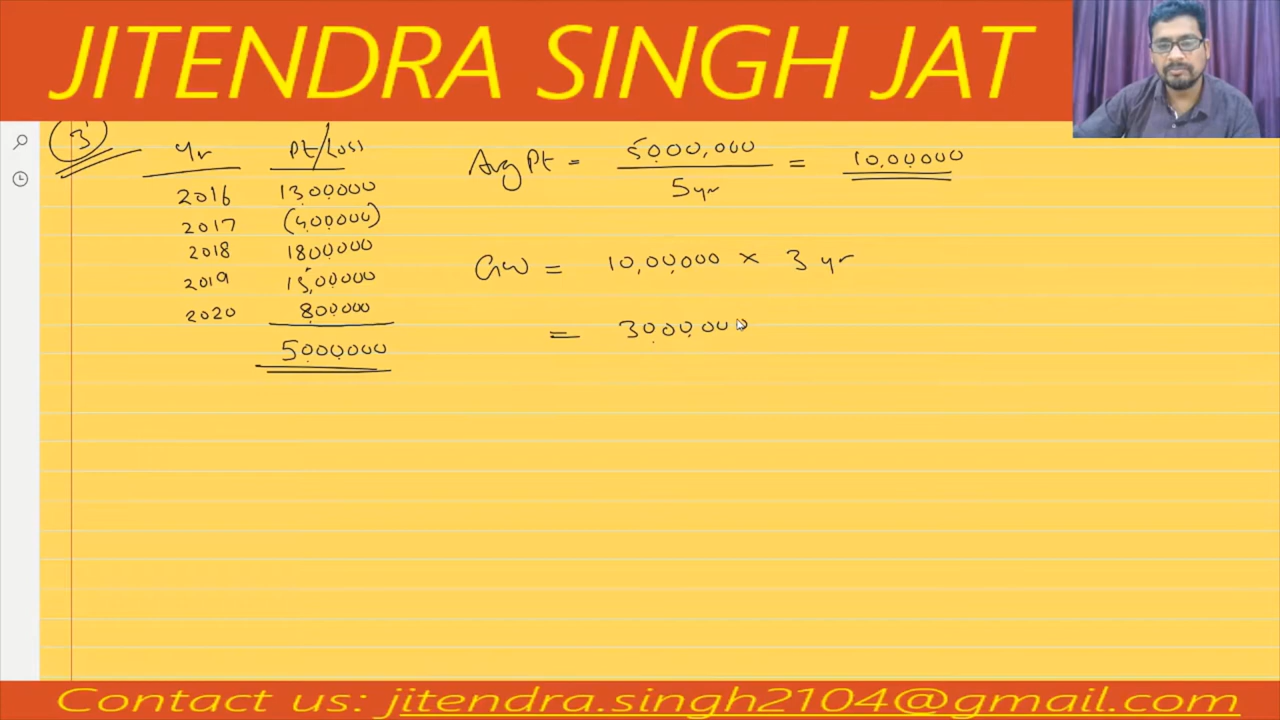 JITENDRA SINGH JAT
3
Yr Pt/Loss
2016 13,00,000
2017 (4,00,000)
2018 18,00,000
2019 15,00,000
2020 8,00,000
50,00,000
Avg Pt = 50,00,000 / 5 yr = 10,00,000
GW = 10,00,000 × 3 yr
= 30,00,000
Contact us: jitendra.singh2104@gmail.com